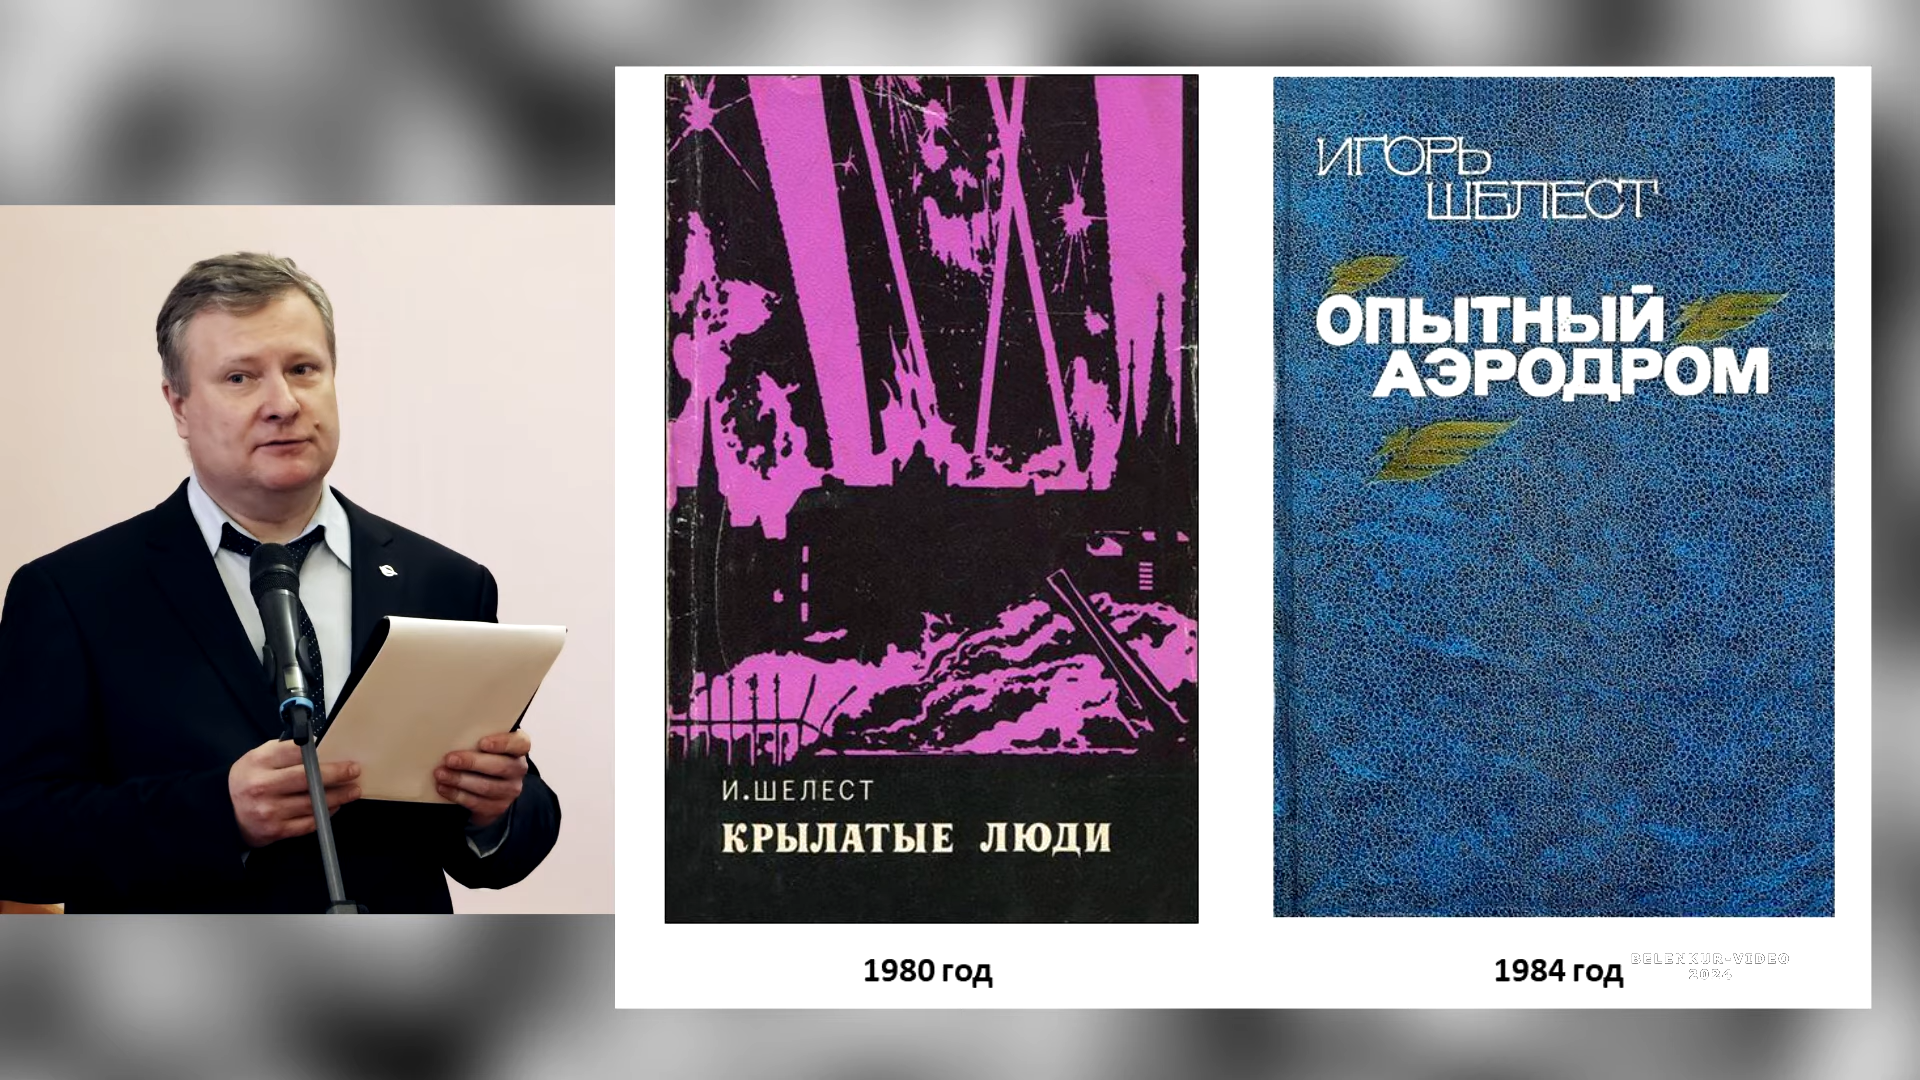 И.ШЕЛЕСТ
КРЫЛАТЫЕ ЛЮДИ
1980 год
ИГОРЬ
ШЕЛЕСТ
ОПЫТНЫЙ
АЭРОДРОМ
1984 год
BELENKUR-VIDEO
2024